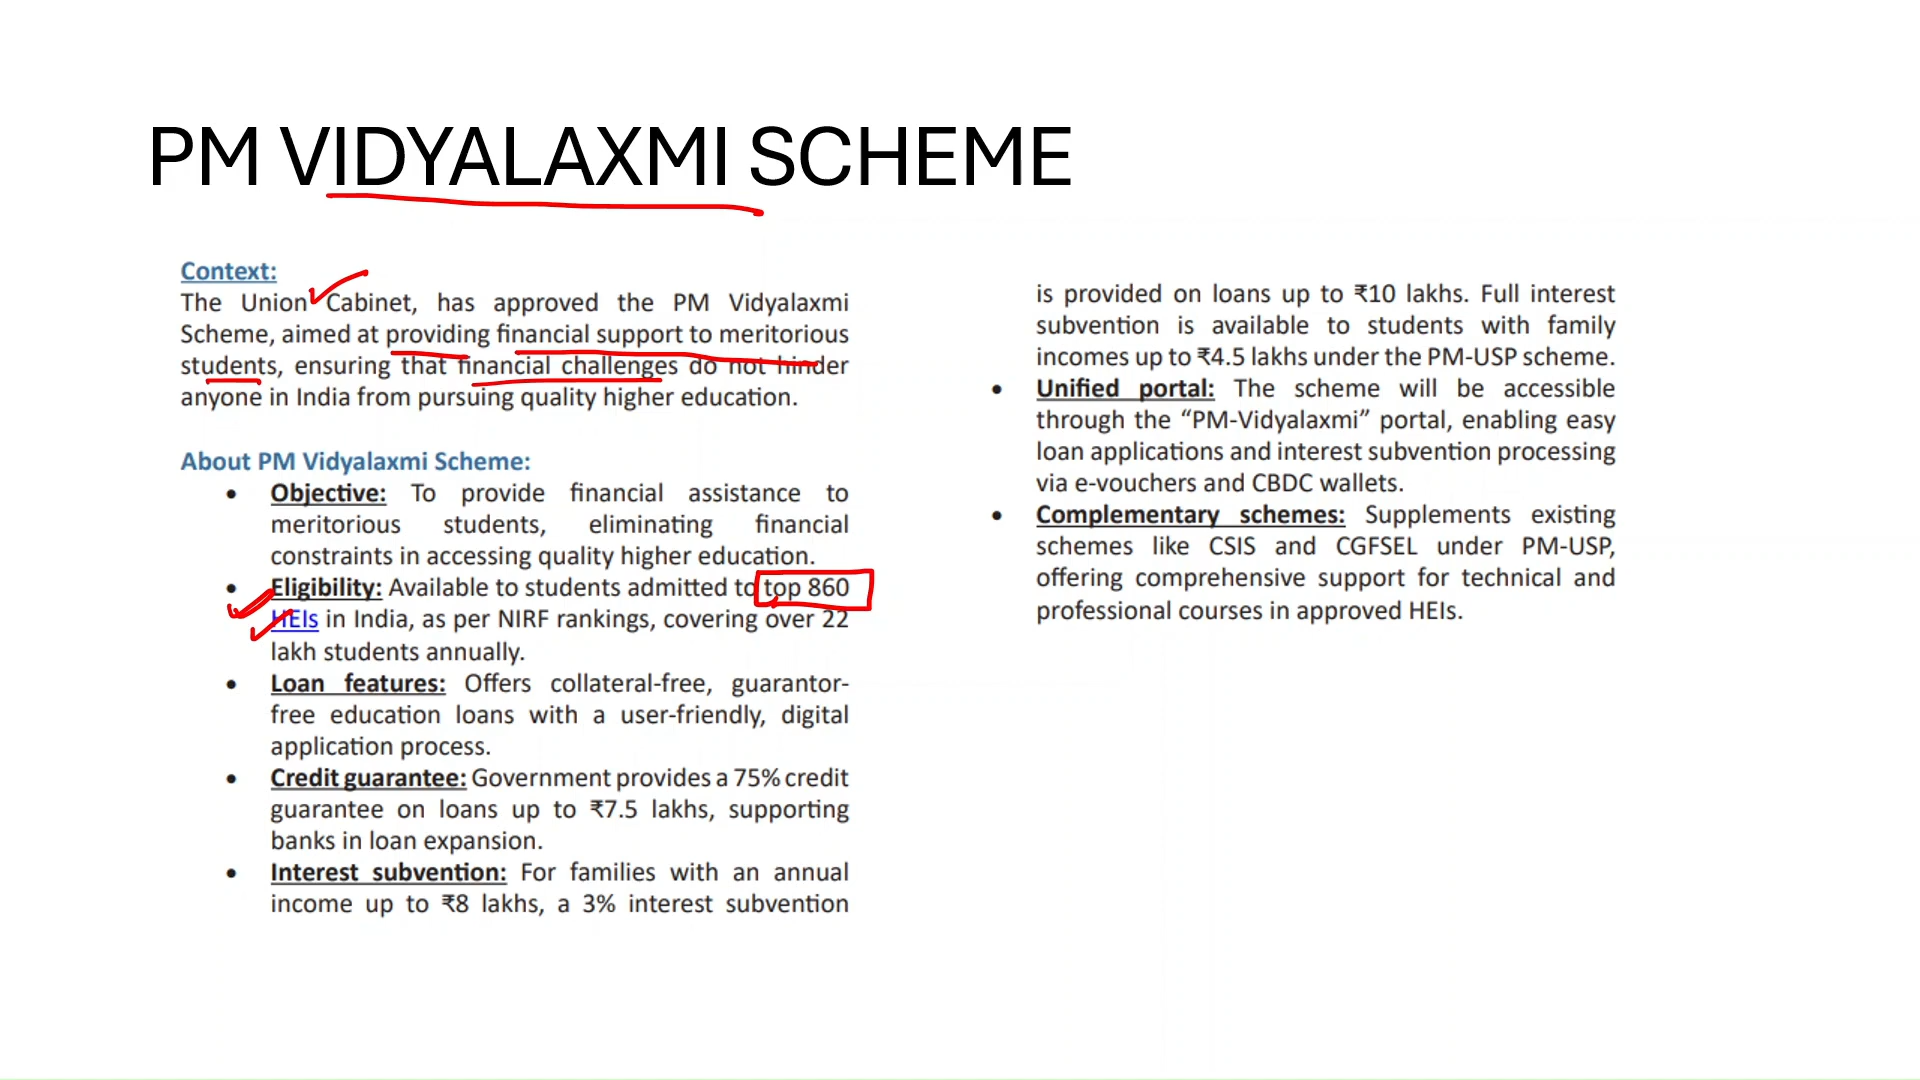 PM VIDYALAXMI SCHEME
Context:
The Union Cabinet, has approved the PM Vidyalaxmi
Scheme, aimed at providing financial support to meritorious
students, ensuring that financial challenges do not hinder
anyone in India from pursuing quality higher education.
About PM Vidyalaxmi Scheme:
• Objective: To provide financial assistance to
meritorious students, eliminating financial
constraints in accessing quality higher education.
• Eligibility: Available to students admitted to top 860
HEIs in India, as per NIRF rankings, covering over 22
lakh students annually.
• Loan features: Offers collateral-free, guarantor-
free education loans with a user-friendly, digital
application process.
• Credit guarantee: Government provides a 75% credit
guarantee on loans up to ₹7.5 lakhs, supporting
banks in loan expansion.
• Interest subvention: For families with an annual
income up to ₹8 lakhs, a 3% interest subvention
is provided on loans up to ₹10 lakhs. Full interest
subvention is available to students with family
incomes up to ₹4.5 lakhs under the PM-USP scheme.
• Unified portal: The scheme will be accessible
through the “PM-Vidyalaxmi” portal, enabling easy
loan applications and interest subvention processing
via e-vouchers and CBDC wallets.
• Complementary schemes: Supplements existing
schemes like CSIS and CGFSEL under PM-USP,
offering comprehensive support for technical and
professional courses in approved HEIs.